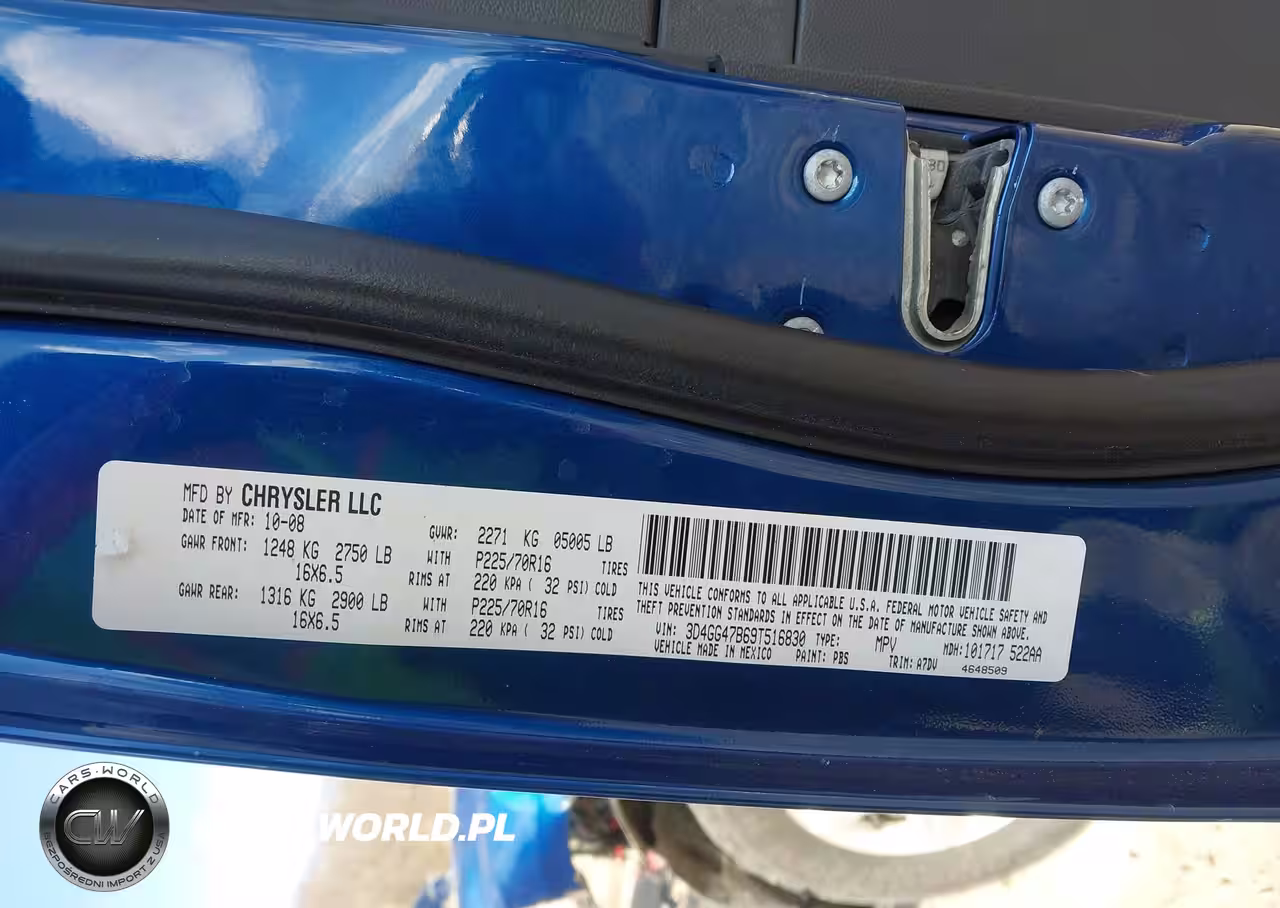 MFD BY CHRYSLER LLC
DATE OF MFR: 10-08 GVWR: 2271 KG 05005 LB
GAWR FRONT: 1248 KG 2750 LB WITH P225/70R16 TIRES
16X6.5 RIMS AT 220 KPA ( 32 PSI) COLD
GAWR REAR: 1316 KG 2900 LB WITH P225/70R16 TIRES
16X6.5 RIMS AT 220 KPA ( 32 PSI) COLD
THIS VEHICLE CONFORMS TO ALL APPLICABLE U.S.A. FEDERAL MOTOR VEHICLE SAFETY AND
THEFT PREVENTION STANDARDS IN EFFECT ON THE DATE OF MANUFACTURE SHOWN ABOVE.
VIN: 3D4GG47B69T516830 TYPE: MPV MDH: 101717 522AA
VEHICLE MADE IN MEXICO PAINT: PBS TRIM: A7DV
4648509
CARS·WORLD
CW
BEZPOŚREDNI IMPORT Z USA
WORLD.PL